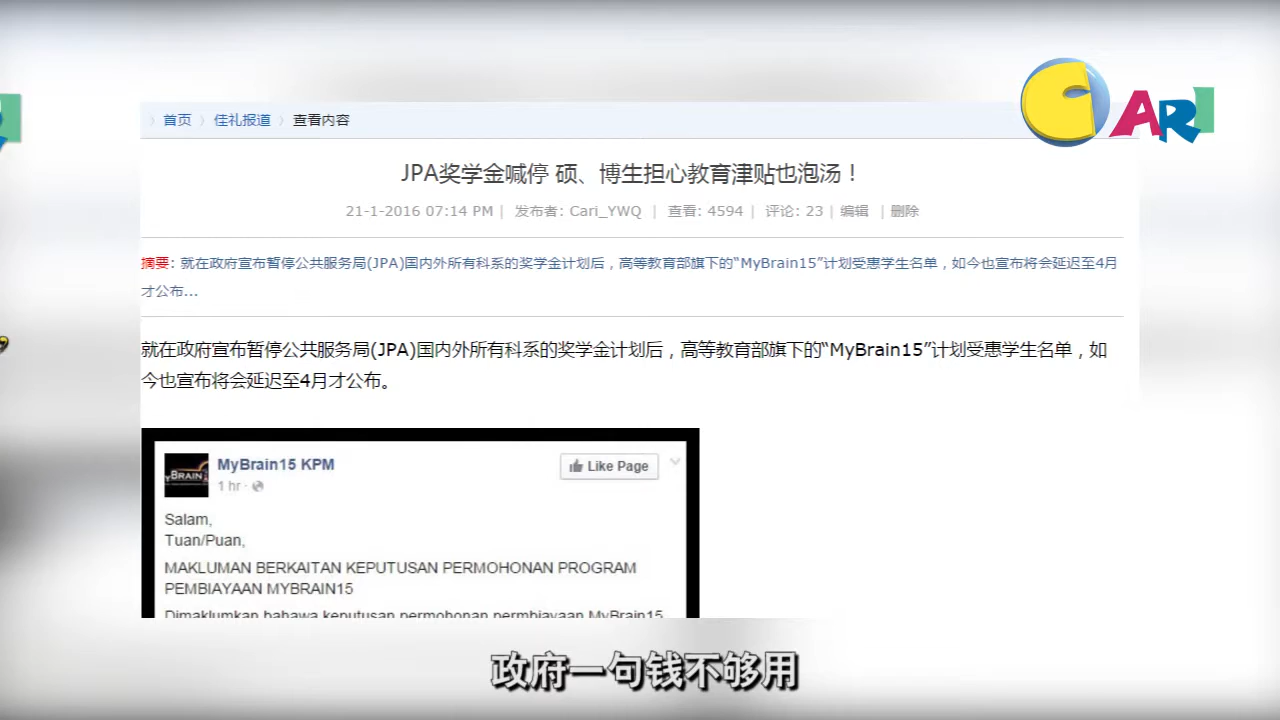 CARI
首页 佳礼报道 查看内容
JPA奖学金喊停 硕、博生担心教育津贴也泡汤！
21-1-2016 07:14 PM | 发布者: Cari_YWQ | 查看: 4594 | 评论: 23 | 编辑 | 删除
摘要: 就在政府宣布暂停公共服务局(JPA)国内外所有科系的奖学金计划后，高等教育部旗下的“MyBrain15”计划受惠学生名单，如今也宣布将会延迟至4月
才公布...
就在政府宣布暂停公共服务局(JPA)国内外所有科系的奖学金计划后，高等教育部旗下的“MyBrain15”计划受惠学生名单，如
今也宣布将会延迟至4月才公布。
MyBrain15 KPM
Like Page
1 hr
Salam,
Tuan/Puan,
MAKLUMAN BERKAITAN KEPUTUSAN PERMOHONAN PROGRAM
PEMBIAYAAN MYBRAIN15
Dimaklumkan bahawa keputusan permohonan permbiayaan MyBrain15
政府一句钱不够用